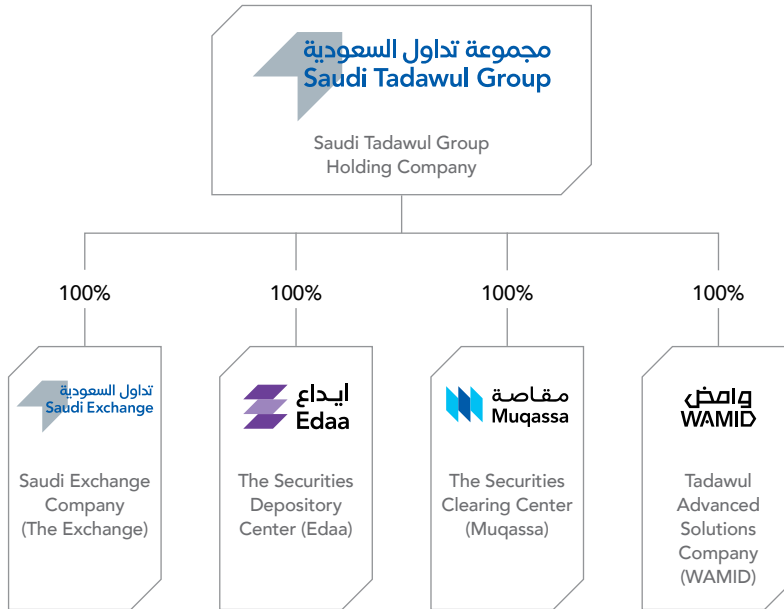 مجموعة تداول السعودية
Saudi Tadawul Group
Saudi Tadawul Group
Holding Company
100%
100%
100%
100%
تداول السعودية
Saudi Exchange
Saudi Exchange
Company
(The Exchange)
ايداع
Edaa
The Securities
Depository
Center (Edaa)
مقاصة
Muqassa
The Securities
Clearing Center
(Muqassa)
وامض
WAMID
Tadawul
Advanced
Solutions
Company
(WAMID)